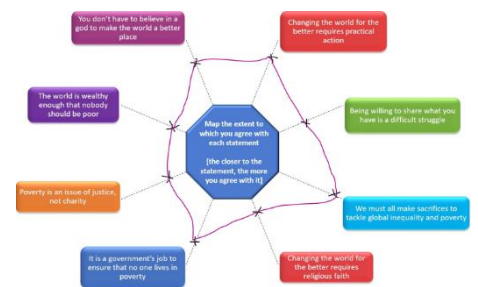 You don't have to believe in a
god to make the world a better
place
Changing the world for the
better requires practical
action
The world is wealthy
enough that nobody
should be poor
Map the extent to
which you agree with
each statement
[the closer to the
statement, the more
you agree with it]
Being willing to share what you
have is a difficult struggle
Poverty is an issue of justice,
not charity
We must all make sacrifices to
tackle global inequality and poverty
It is a government's job to
ensure that no one lives in
poverty
Changing the world for
the better requires
religious faith